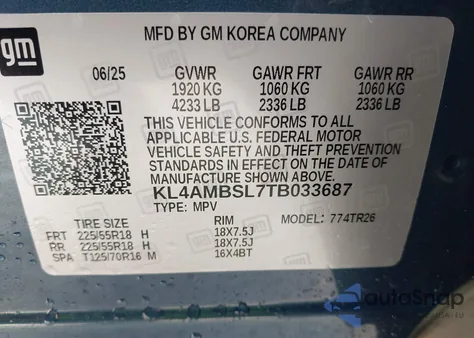 gm
MFD BY GM KOREA COMPANY
06/25 GVWR GAWR FRT GAWR RR
1920 KG 1060 KG 1060 KG
4233 LB 2336 LB 2336 LB
THIS VEHICLE CONFORMS TO ALL
APPLICABLE U.S. FEDERAL MOTOR
VEHICLE SAFETY AND THEFT PREVENTION
STANDARDS IN EFFECT ON THE DATE OF
MANUFACTURE SHOWN ABOVE.
KL4AMBSL7TB033687
TYPE: MPV MODEL: 774TR26
TIRE SIZE RIM
FRT 225/55R18 H 18X7.5J
RR 225/55R18 H 18X7.5J
SPA T125/70R16 M 16X4BT
autoSnap